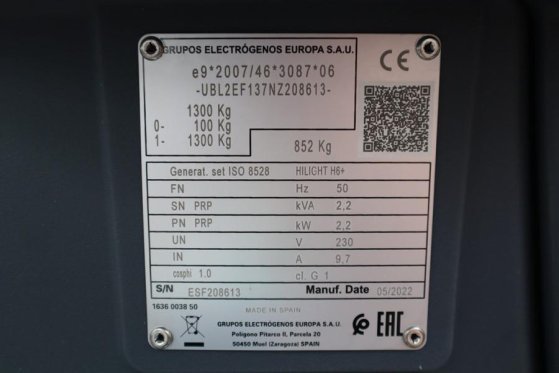 GRUPOS ELECTRÓGENOS EUROPA S.A.U.
e9*2007/46*3087*06
-UBL2EF137NZ208613-
1300 Kg
0- 100 Kg
1- 1300 Kg
852 Kg
CE
Generat. set ISO 8528 HILIGHT H6+
FN Hz 50
SN PRP kVA 2,2
PN PRP kW 2,2
UN V 230
IN A 9,7
cosphi 1.0 cl. G 1
S/N ESF208613 Manuf. Date 05/2022
1636 0038 50
MADE IN SPAIN
GRUPOS ELECTRÓGENOS EUROPA S.A.U.
Polígono Pitarco II, Parcela 20
50450 Muel (Zaragoza) SPAIN
EAC